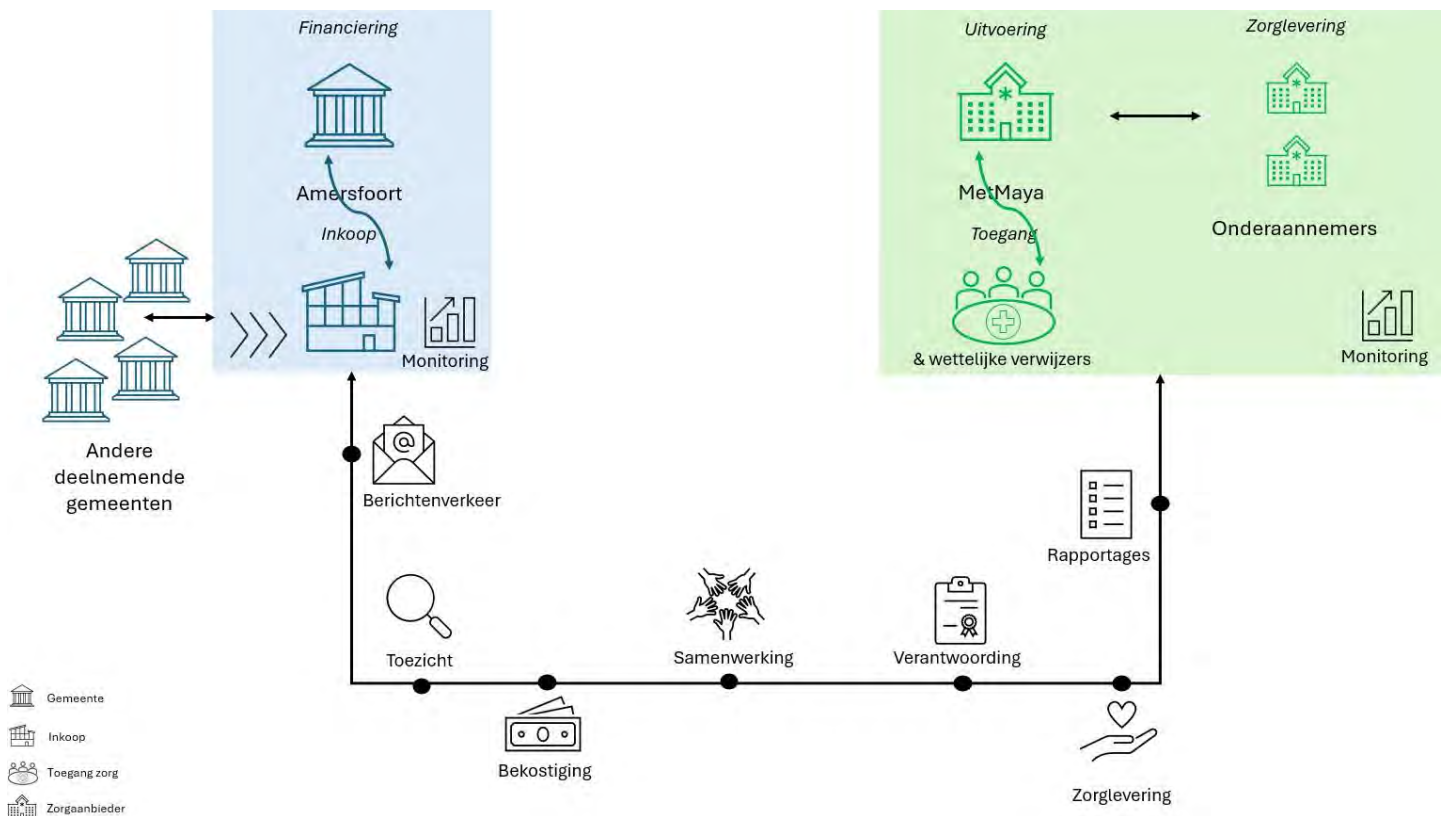 Financiering
Amersfoort
Inkoop
Monitoring
Andere
deelnemende
gemeenten
Uitvoering
MetMaya
Toegang
& wettelijke verwijzers
Zorglevering
Onderaannemers
Monitoring
@
Berichtenverkeer
Toezicht
Bekostiging
Samenwerking
Verantwoording
Rapportages
Zorglevering
Gemeente
Inkoop
Toegang zorg
Zorgaanbieder